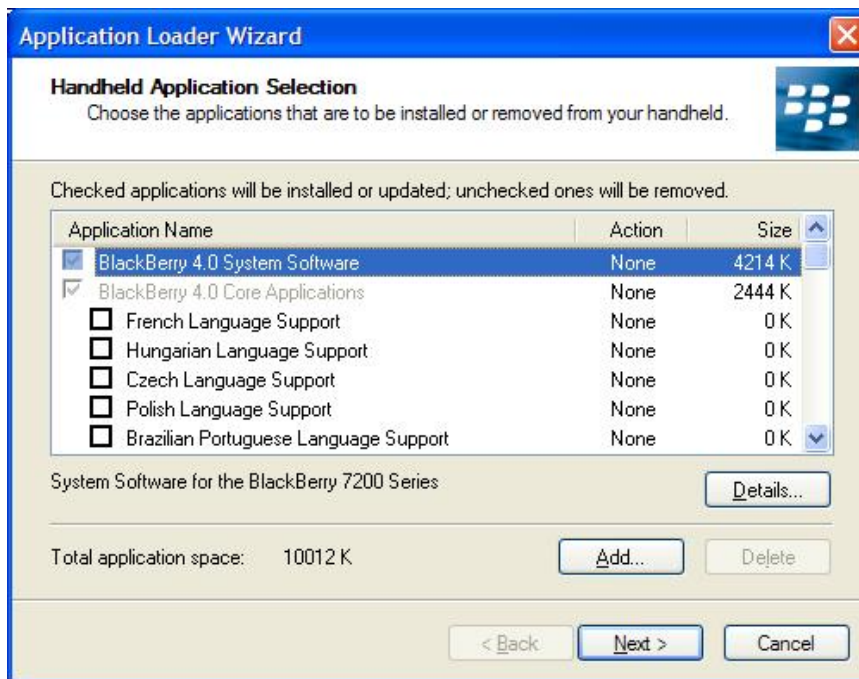 Application Loader Wizard
Handheld Application Selection
Choose the applications that are to be installed or removed from your handheld.
Checked applications will be installed or updated; unchecked ones will be removed.
Application Name Action Size
BlackBerry 4.0 System Software None 4214 K
BlackBerry 4.0 Core Applications None 2444 K
French Language Support None 0 K
Hungarian Language Support None 0 K
Czech Language Support None 0 K
Polish Language Support None 0 K
Brazilian Portuguese Language Support None 0 K
System Software for the BlackBerry 7200 Series
Details...
Total application space: 10012 K Add... Delete
< Back Next > Cancel